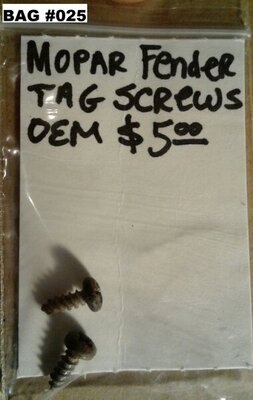 BAG #025
MOPAR Fender
TAG SCREWS
OEM $5.00